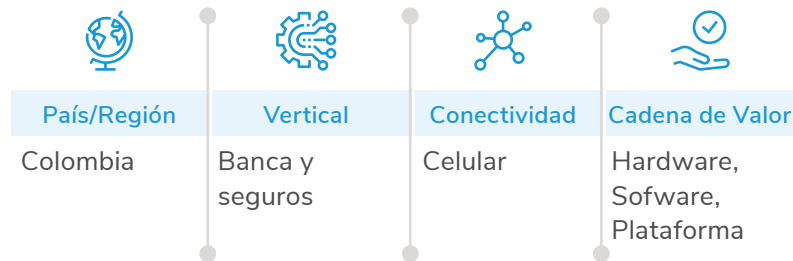 País/Región
Vertical
Conectividad
Cadena de Valor
Colombia
Banca y
seguros
Celular
Hardware,
Sofware,
Plataforma